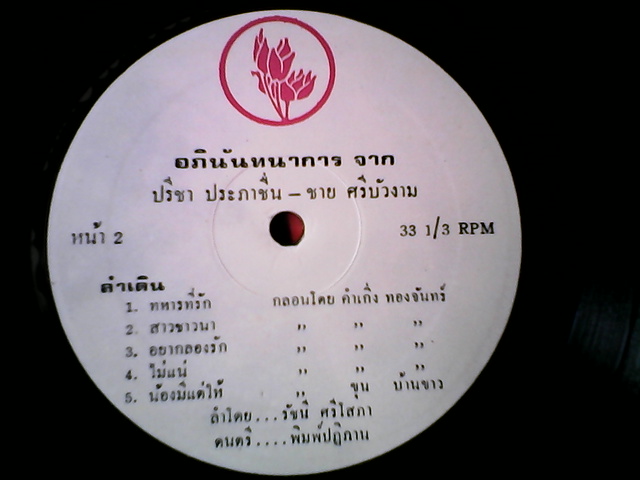 อภินันทนาการ จาก
ปรีชา ประภาชื่น – ชาย ศรีบัวงาม
หน้า 2
33 1/3 RPM
ลำเดิน
1. ทหารที่รัก กลอนโดย คำเกิ่ง ทองจันทร์
2. สาวชาวนา " " "
3. อยากลองรัก " " "
4. ไม่แน่ " " "
5. น้องมีแต่ให้ " ขุน บ้านขาว
ลำโดย...รัชนี ศรีโสภา
ดนตรี....พิมพ์ปฏิภาน